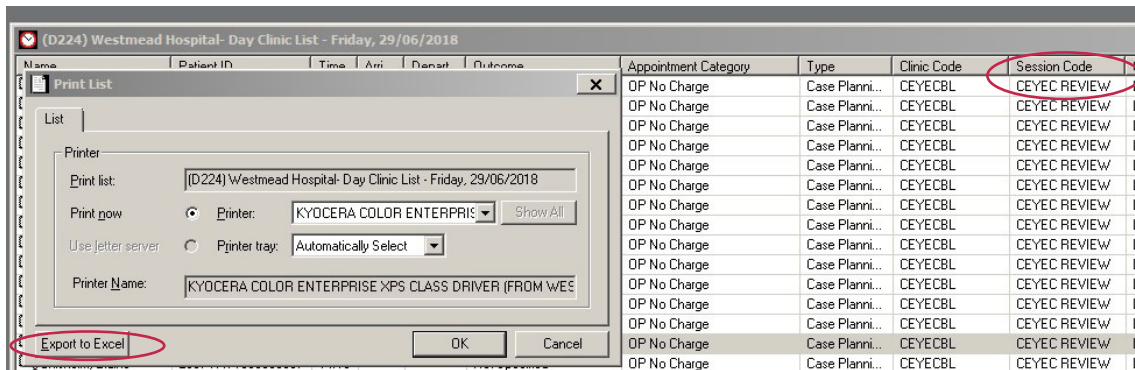 (D224) Westmead Hospital- Day Clinic List - Friday, 29/06/2018
Name Patient ID Time Arri Depart Outcome Appointment Category Type Clinic Code Session Code
Print List
OP No Charge Case Planni... CEYECBL CEYEC REVIEW
OP No Charge Case Planni... CEYECBL CEYEC REVIEW
List
OP No Charge Case Planni... CEYECBL CEYEC REVIEW
OP No Charge Case Planni... CEYECBL CEYEC REVIEW
Printer
OP No Charge Case Planni... CEYECBL CEYEC REVIEW
Print list: (D224) Westmead Hospital- Day Clinic List - Friday, 29/06/2018
OP No Charge Case Planni... CEYECBL CEYEC REVIEW
OP No Charge Case Planni... CEYECBL CEYEC REVIEW
Print now Printer: KYOCERA COLOR ENTERPRIS Show All
OP No Charge Case Planni... CEYECBL CEYEC REVIEW
Use letter server Printer tray: Automatically Select
OP No Charge Case Planni... CEYECBL CEYEC REVIEW
OP No Charge Case Planni... CEYECBL CEYEC REVIEW
Printer Name: KYOCERA COLOR ENTERPRISE XPS CLASS DRIVER (FROM WES
OP No Charge Case Planni... CEYECBL CEYEC REVIEW
OP No Charge Case Planni... CEYECBL CEYEC REVIEW
OP No Charge Case Planni... CEYECBL CEYEC REVIEW
Export to Excel OK Cancel
OP No Charge Case Planni... CEYECBL CEYEC REVIEW
OP No Charge Case Planni... CEYECBL CEYEC REVIEW